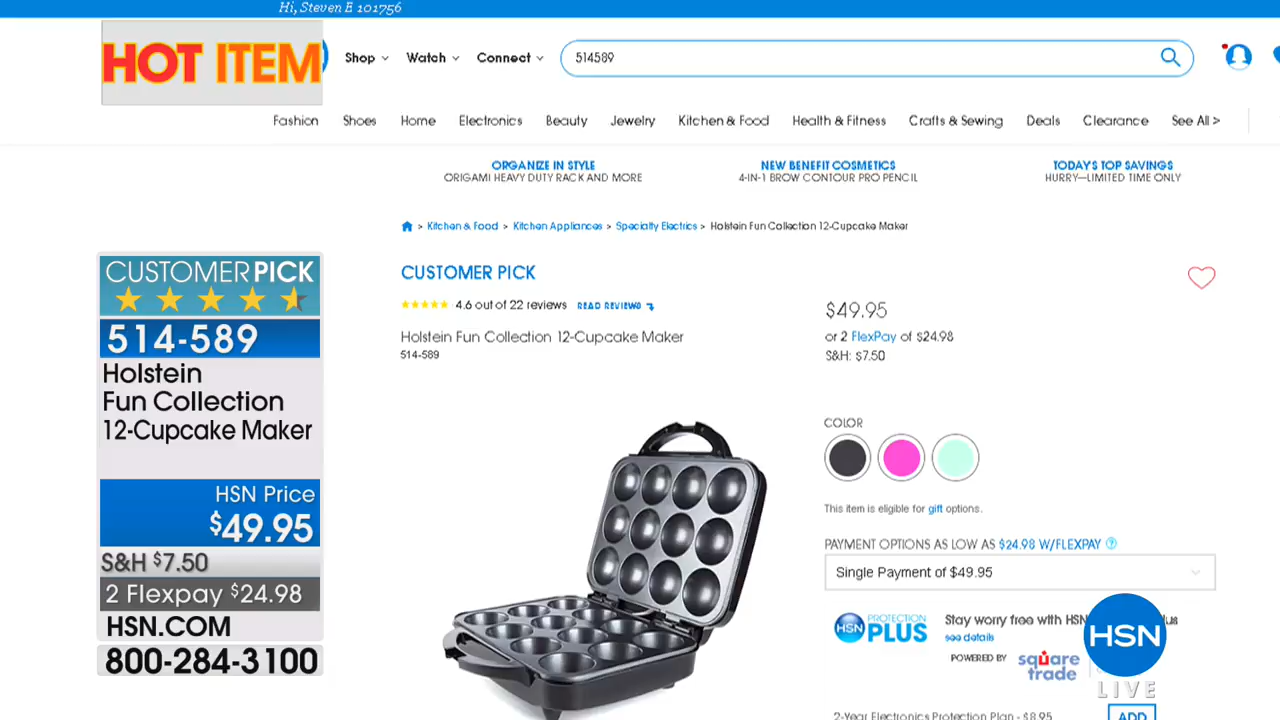 Hi, Steven E 101756
HOT ITEM
Shop
Watch
Connect
514589
Fashion
Shoes
Home
Electronics
Beauty
Jewelry
Kitchen & Food
Health & Fitness
Crafts & Sewing
Deals
Clearance
See All >
ORGANIZE IN STYLE
ORIGAMI HEAVY DUTY RACK AND MORE
NEW BENEFIT COSMETICS
4-IN-1 BROW CONTOUR PRO PENCIL
TODAY'S TOP SAVINGS
HURRY—LIMITED TIME ONLY
> Kitchen & Food > Kitchen Appliances > Specialty Electrics > Holstein Fun Collection 12-Cupcake Maker
CUSTOMER PICK
514-589
Holstein
Fun Collection
12-Cupcake Maker
HSN Price
$49.95
S&H $7.50
2 Flexpay $24.98
HSN.COM
800-284-3100
CUSTOMER PICK
4.6 out of 22 reviews READ REVIEWS
Holstein Fun Collection 12-Cupcake Maker
514-589
$49.95
or 2 FlexPay of $24.98
S&H: $7.50
COLOR
This item is eligible for gift options.
PAYMENT OPTIONS AS LOW AS $24.98 W/FLEXPAY ?
Single Payment of $49.95
HSN PROTECTION PLUS
Stay worry free with HSN
see details
POWERED BY
square trade
2-Year Electronics Protection Plan - $8.95
ADD
HSN
LIVE